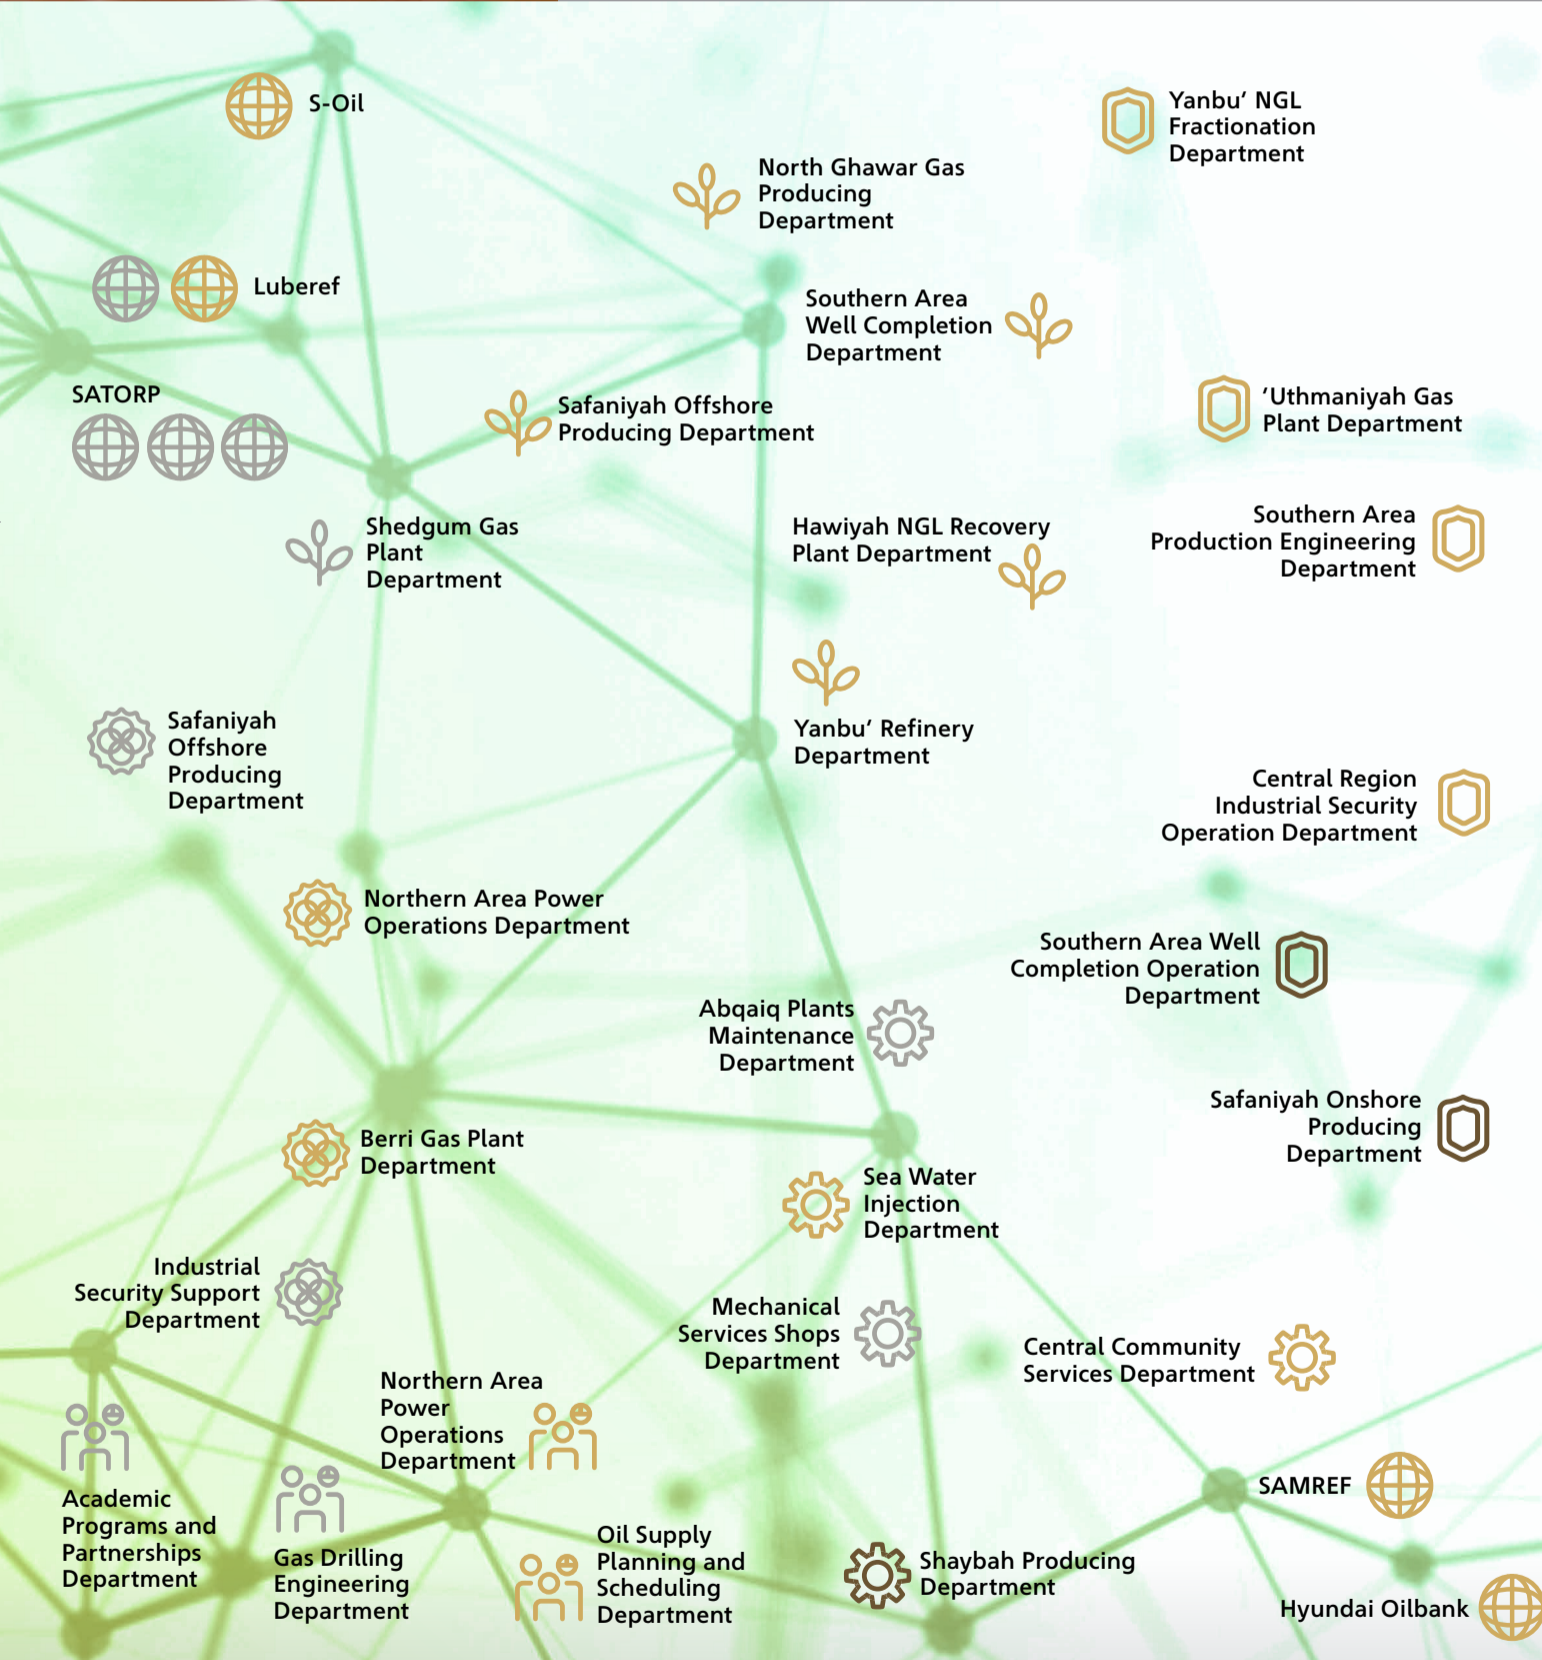 S-Oil
Yanbu’ NGL
Fractionation
Department
North Ghawar Gas
Producing
Department
Luberef
Southern Area
Well Completion
Department
SATORP
Safaniyah Offshore
Producing Department
‘Uthmaniyah Gas
Plant Department
Shedgum Gas
Plant
Department
Hawiyah NGL Recovery
Plant Department
Southern Area
Production Engineering
Department
Yanbu’ Refinery
Department
Safaniyah
Offshore
Producing
Department
Central Region
Industrial Security
Operation Department
Northern Area Power
Operations Department
Southern Area Well
Completion Operation
Department
Abqaiq Plants
Maintenance
Department
Safaniyah Onshore
Producing
Department
Berri Gas Plant
Department
Sea Water
Injection
Department
Industrial
Security Support
Department
Mechanical
Services Shops
Department
Central Community
Services Department
Northern Area
Power
Operations
Department
SAMREF
Academic
Programs and
Partnerships
Department
Gas Drilling
Engineering
Department
Oil Supply
Planning and
Scheduling
Department
Shaybah Producing
Department
Hyundai Oilbank